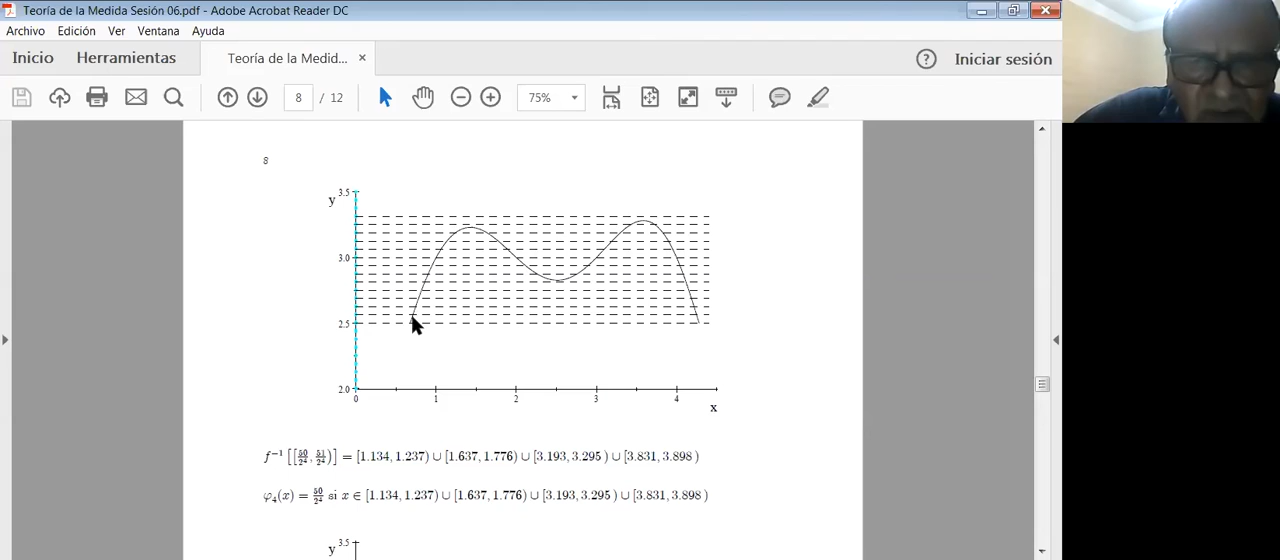 Teoría de la Medida Sesión 06.pdf - Adobe Acrobat Reader DC
Archivo Edición Ver Ventana Ayuda
Inicio Herramientas Teoría de la Medid... × Iniciar sesión
8 / 12 75%
8
y 3.5
3.0
2.5
2.0
0 1 2 3 4
x
f⁻¹ [[50/2⁴, 51/2⁴)] = [1.134, 1.237) ∪ [1.637, 1.776) ∪ [3.193, 3.295 ) ∪ [3.831, 3.898 )
φ₄(x) = 50/2⁴ si x ∈ [1.134, 1.237) ∪ [1.637, 1.776) ∪ [3.193, 3.295) ∪ [3.831, 3.898 )
y 3.5